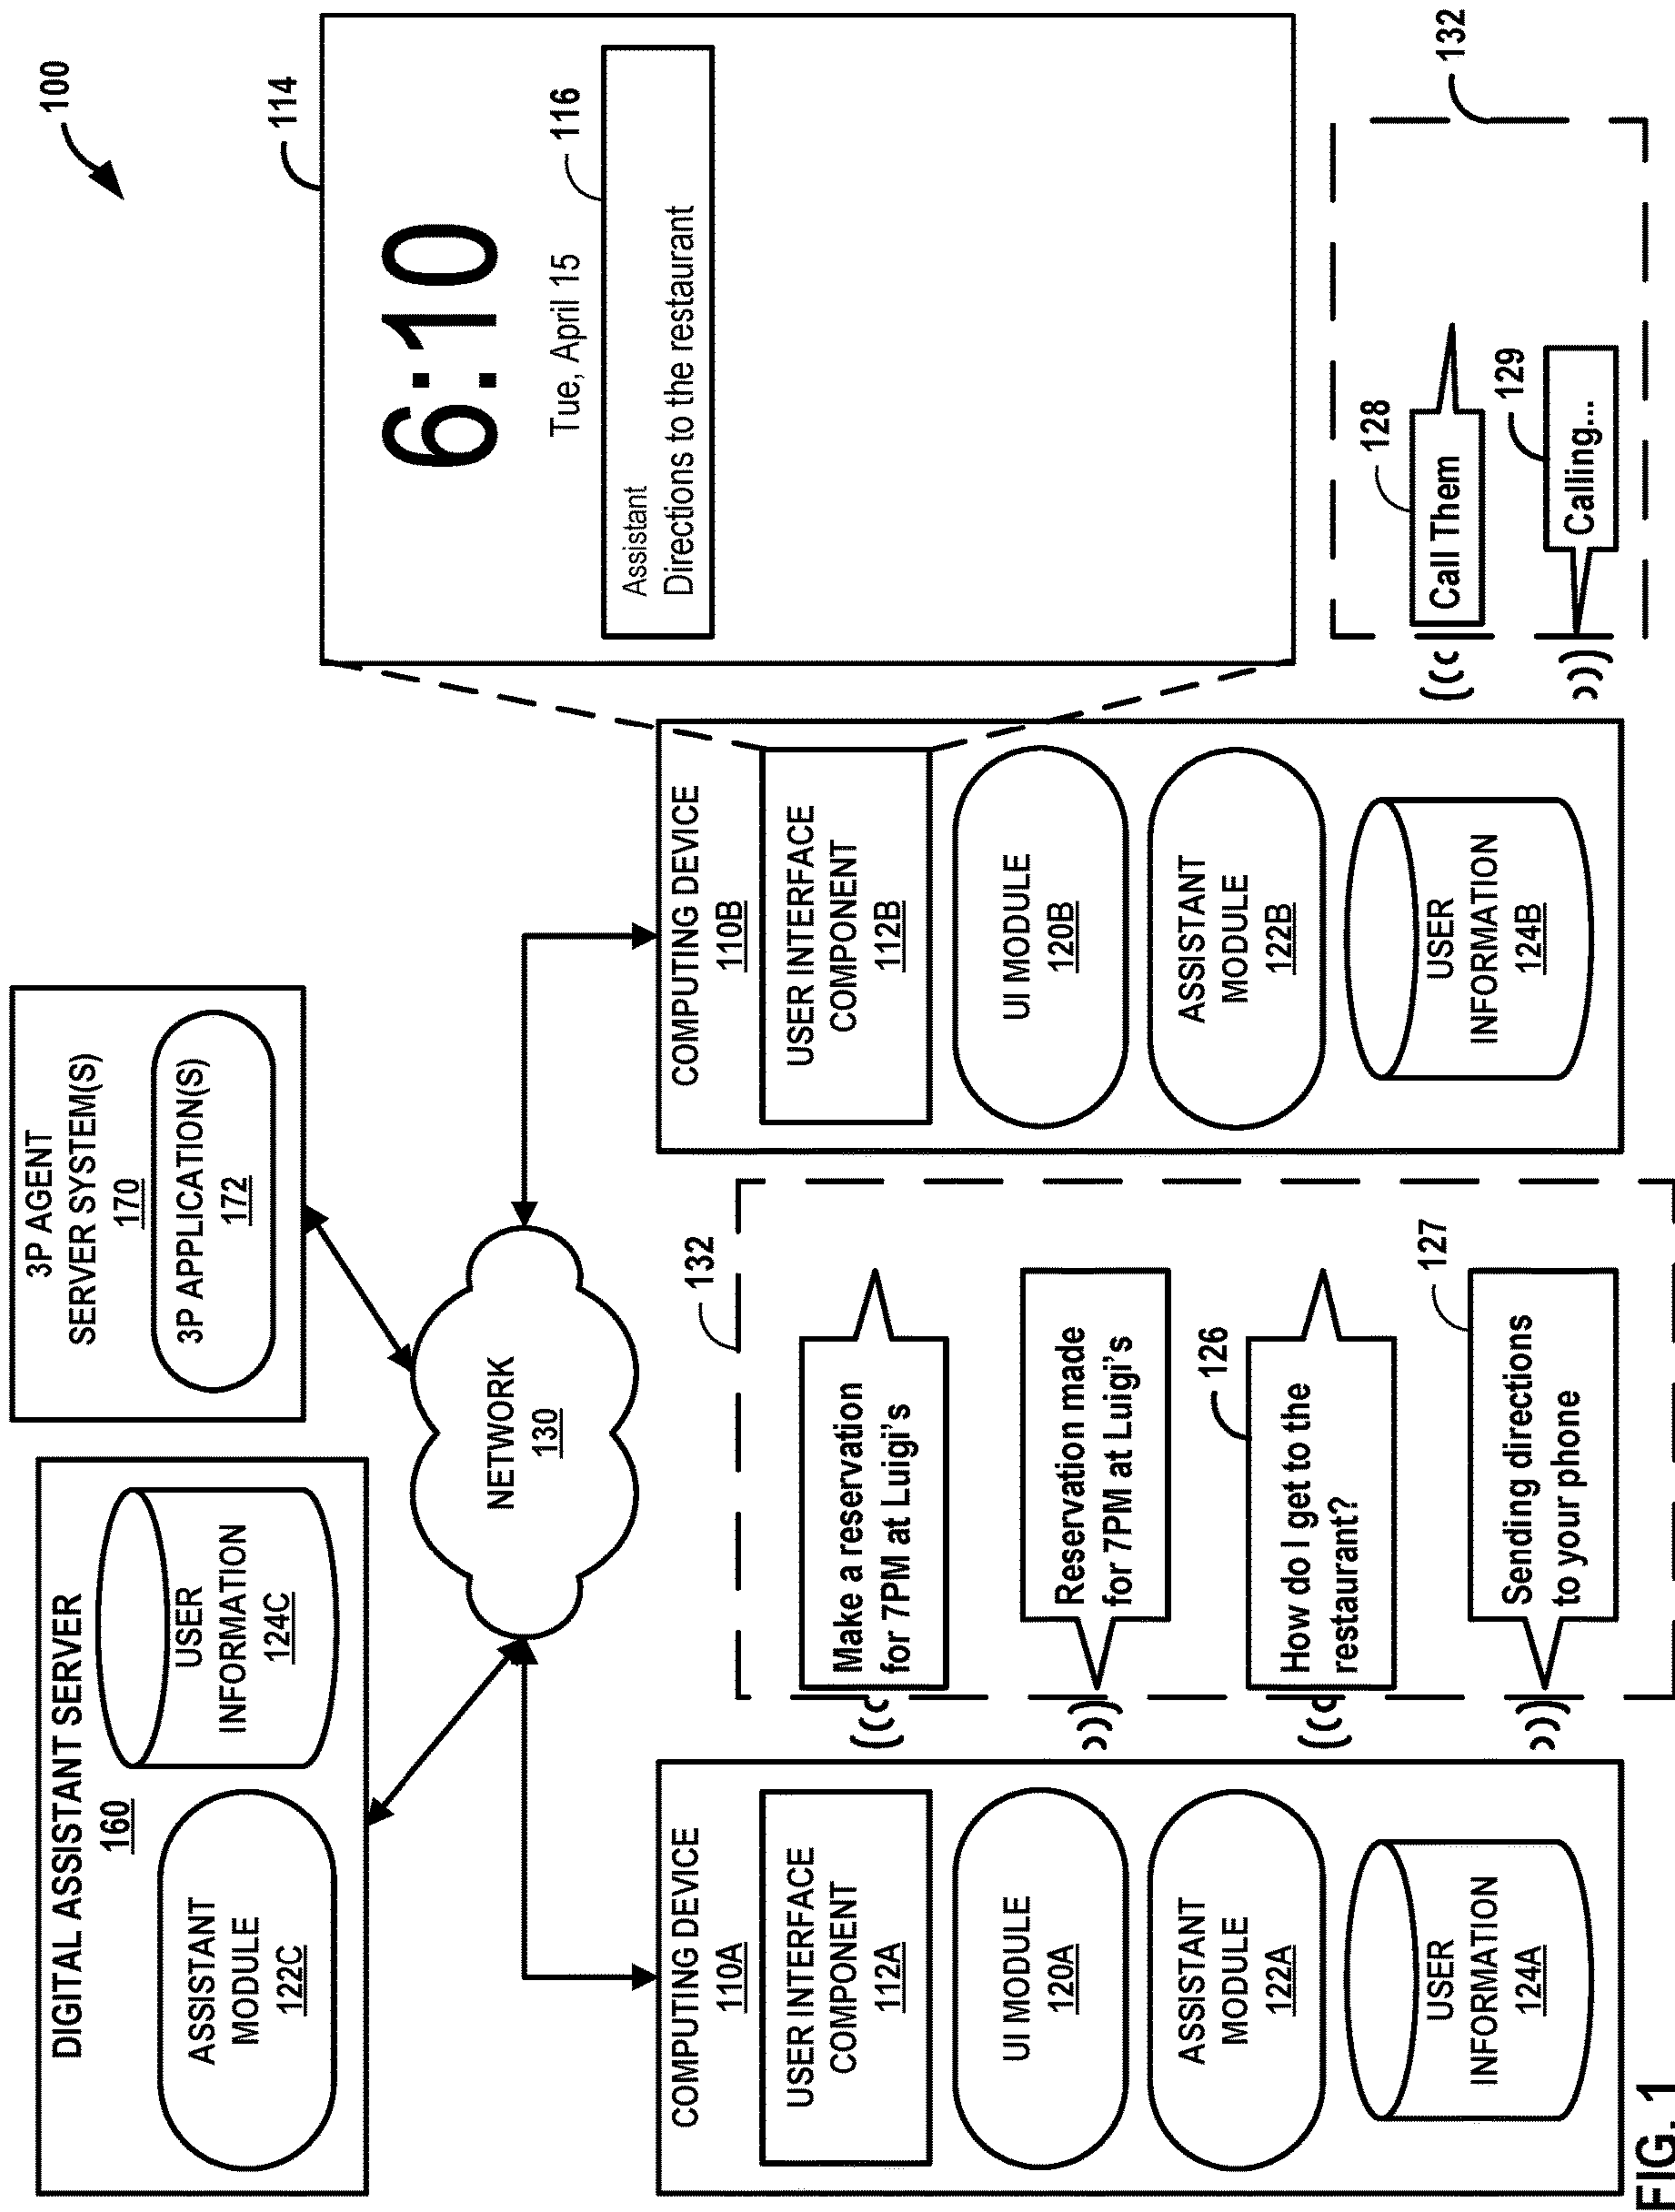 100
DIGITAL ASSISTANT SERVER
160
ASSISTANT
MODULE
122C
USER
INFORMATION
124C
3P AGENT
SERVER SYSTEM(S)
170
3P APPLICATION(S)
172
NETWORK
130
114
6:10
Tue, April 15
116
Assistant
Directions to the restaurant
COMPUTING DEVICE
110A
USER INTERFACE
COMPONENT
112A
UI MODULE
120A
ASSISTANT
MODULE
122A
USER
INFORMATION
124A
132
Make a reservation
for 7PM at Luigi's
Reservation made
for 7PM at Luigi's
126
How do I get to the
restaurant?
127
Sending directions
to your phone
COMPUTING DEVICE
110B
USER INTERFACE
COMPONENT
112B
UI MODULE
120B
ASSISTANT
MODULE
122B
USER
INFORMATION
124B
132
128
Call Them
129
Calling...
FIG. 1